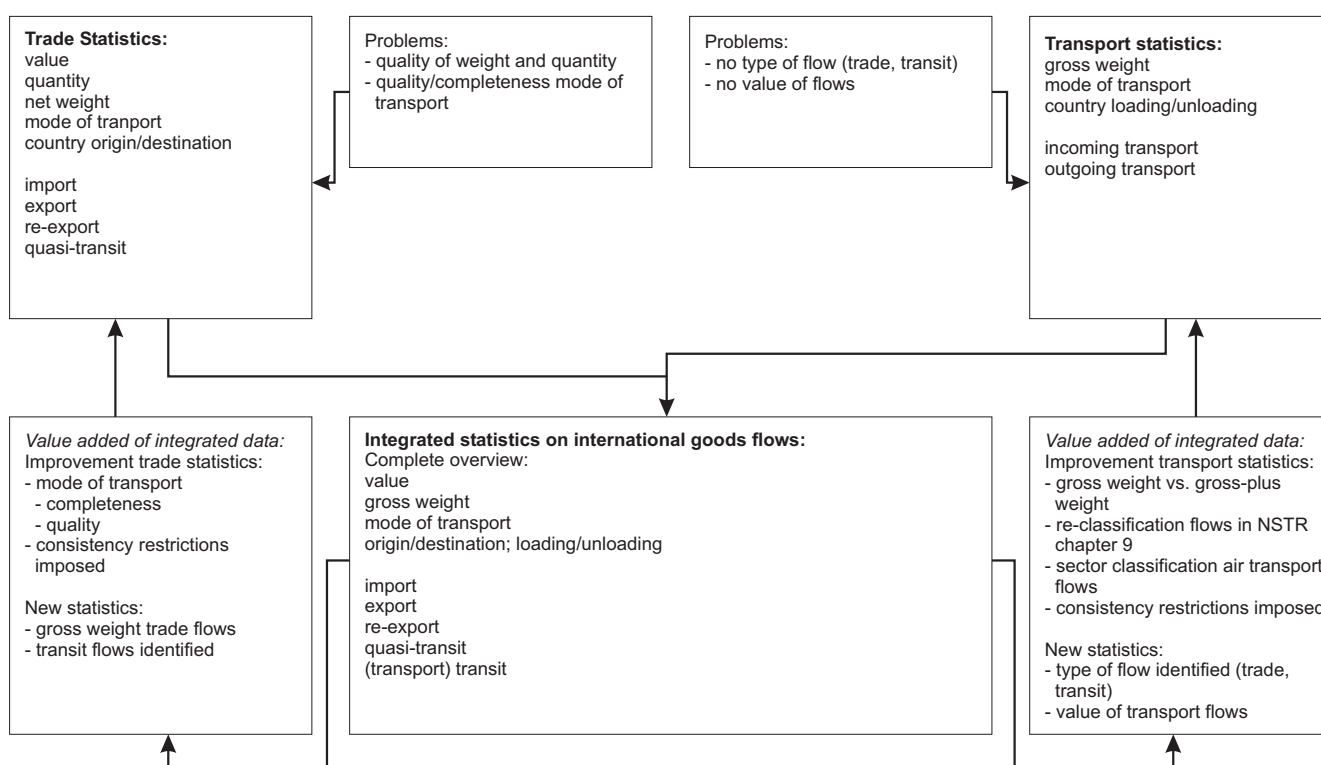 Trade Statistics:
value
quantity
net weight
mode of tranport
country origin/destination
import
export
re-export
quasi-transit
Problems:
- quality of weight and quantity
- quality/completeness mode of
transport
Problems:
- no type of flow (trade, transit)
- no value of flows
Transport statistics:
gross weight
mode of transport
country loading/unloading
incoming transport
outgoing transport
Value added of integrated data:
Improvement trade statistics:
- mode of transport
- completeness
- quality
- consistency restrictions
imposed
New statistics:
- gross weight trade flows
- transit flows identified
Integrated statistics on international goods flows:
Complete overview:
value
gross weight
mode of transport
origin/destination; loading/unloading
import
export
re-export
quasi-transit
(transport) transit
Value added of integrated data:
Improvement transport statistics:
- gross weight vs. gross-plus
weight
- re-classification flows in NSTR
chapter 9
- sector classification air transport
flows
- consistency restrictions imposed
New statistics:
- type of flow identified (trade,
transit)
- value of transport flows